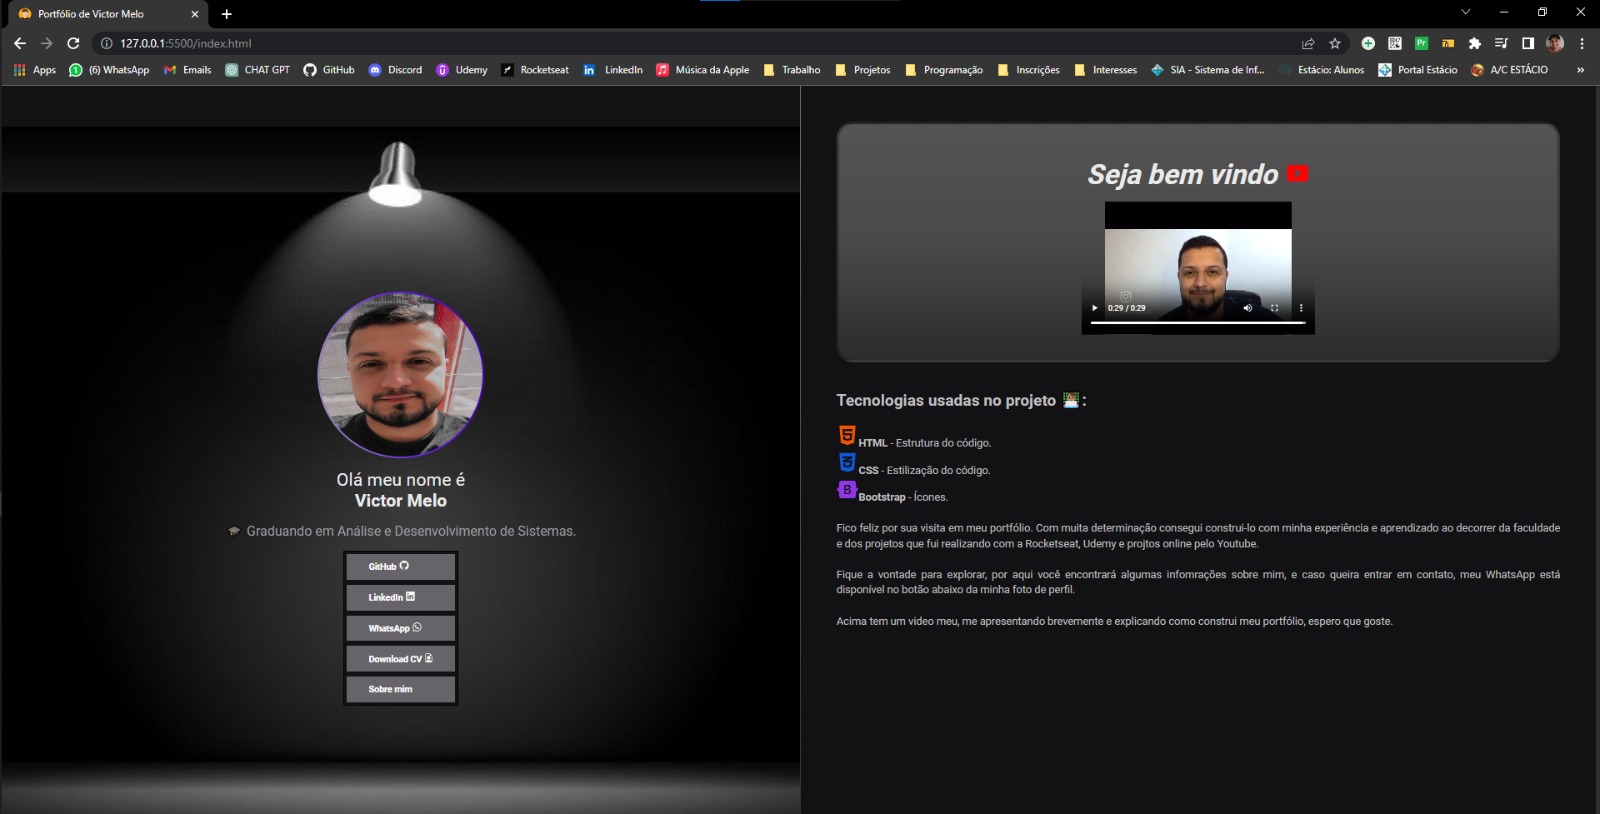 Portfólio de Victor Melo
127.0.0.1:5500/index.html
Apps (6) WhatsApp Emails CHAT GPT GitHub Discord Udemy Rocketseat LinkedIn Música da Apple Trabalho Projetos Programação Inscrições Interesses SIA - Sistema de Inf... Estácio: Alunos Portal Estácio A/C ESTÁCIO »
Olá meu nome é
Victor Melo
Graduando em Análise e Desenvolvimento de Sistemas.
GitHub
LinkedIn
WhatsApp
Download CV
Sobre mim
Seja bem vindo
0:29 / 0:29
Tecnologias usadas no projeto :
HTML - Estrutura do código.
CSS - Estilização do código.
Bootstrap - Ícones.
Fico feliz por sua visita em meu portfólio. Com muita determinação consegui construi-lo com minha experiência e aprendizado ao decorrer da faculdade
e dos projetos que fui realizando com a Rocketseat, Udemy e projtos online pelo Youtube.
Fique a vontade para explorar, por aqui você encontrará algumas infomrações sobre mim, e caso queira entrar em contato, meu WhatsApp está
disponível no botão abaixo da minha foto de perfil.
Acima tem um video meu, me apresentando brevemente e explicando como construi meu portfólio, espero que goste.